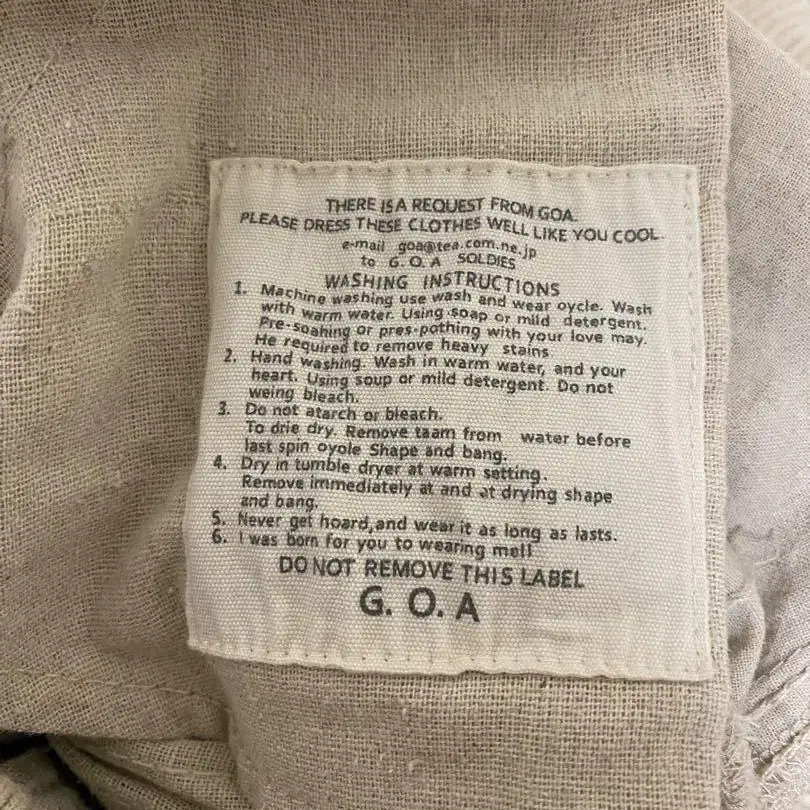 THERE IS A REQUEST FROM GOA.
PLEASE DRESS THESE CLOTHES WELL LIKE YOU COOL.
e-mail goa@tea.com.ne.jp
to G. O. A SOLDIES
WASHING INSTRUCTIONS
1. Machine washing use wash and wear oycle. Wash
with warm water. Using soap or mild detergent.
Pre-soahing or pres-pothing with your love may.
He required to remove heavy stains
2. Hand washing. Wash in warm water, and your
heart. Using soup or mild detergent. Do not
weing bleach.
3. Do not atarch or bleach.
To drie dry. Remove taam from water before
last spin oyole Shape and bang.
4. Dry in tumble dryer at warm setting.
Remove immediately at and at drying shape
and bang.
5. Never get hoard,and wear it as long as lasts.
6. I was born for you to wearing mell
DO NOT REMOVE THIS LABEL
G. O. A